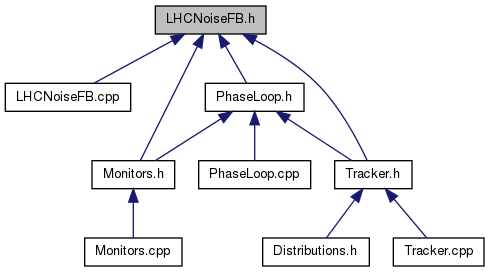 LHCNoiseFB.h
LHCNoiseFB.cpp
PhaseLoop.h
Monitors.h
PhaseLoop.cpp
Tracker.h
Monitors.cpp
Distributions.h
Tracker.cpp